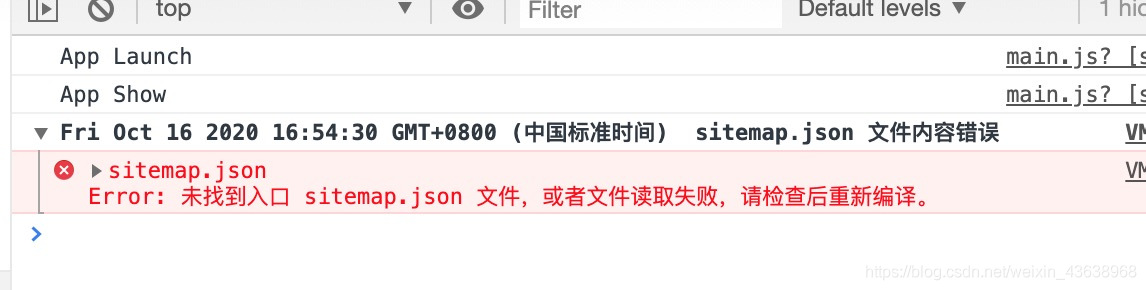 top ▼ Filter Default levels ▼ 1 hid
App Launch main.js? [s
App Show main.js? [s
▼ Fri Oct 16 2020 16:54:30 GMT+0800 (中国标准时间) sitemap.json 文件内容错误 VM
▶ sitemap.json VM
Error: 未找到入口 sitemap.json 文件，或者文件读取失败，请检查后重新编译。
>
https://blog.csdn.net/weixin_43638968